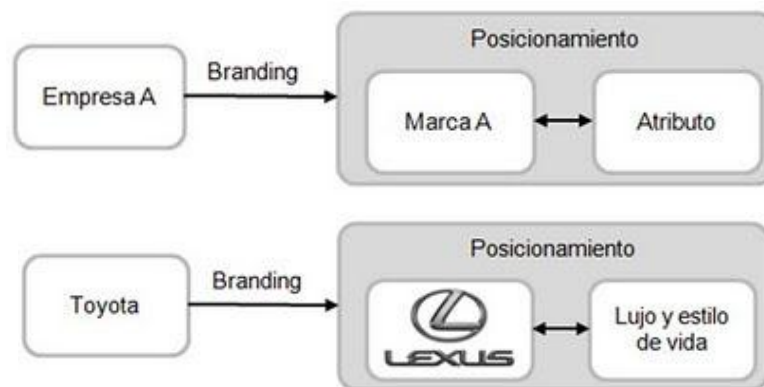 Posicionamiento
Branding
Empresa A
Marca A
Atributo
Posicionamiento
Branding
Toyota
LEXUS
Lujo y estilo
de vida